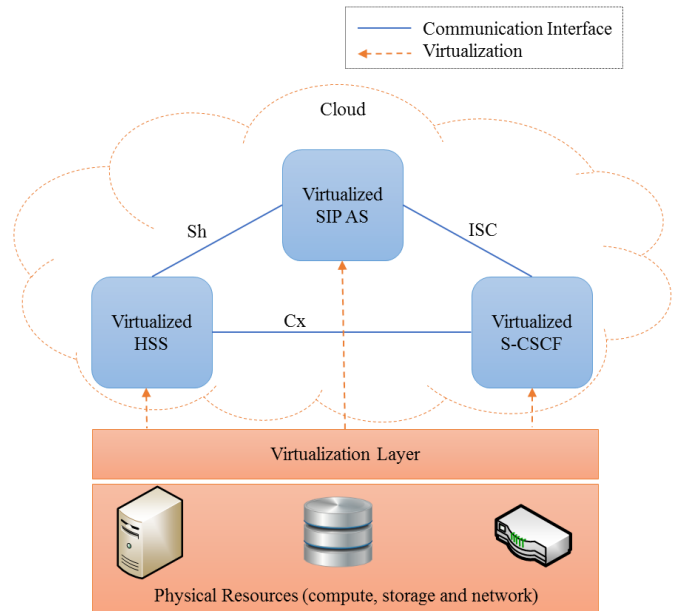 Communication Interface
Virtualization
Cloud
Virtualized
SIP AS
Sh
ISC
Virtualized
HSS
Cx
Virtualized
S-CSCF
Virtualization Layer
Physical Resources (compute, storage and network)